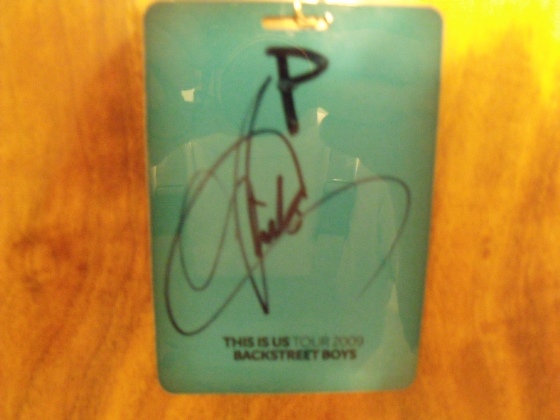 P
THIS IS US TOUR 2009
BACKSTREET BOYS